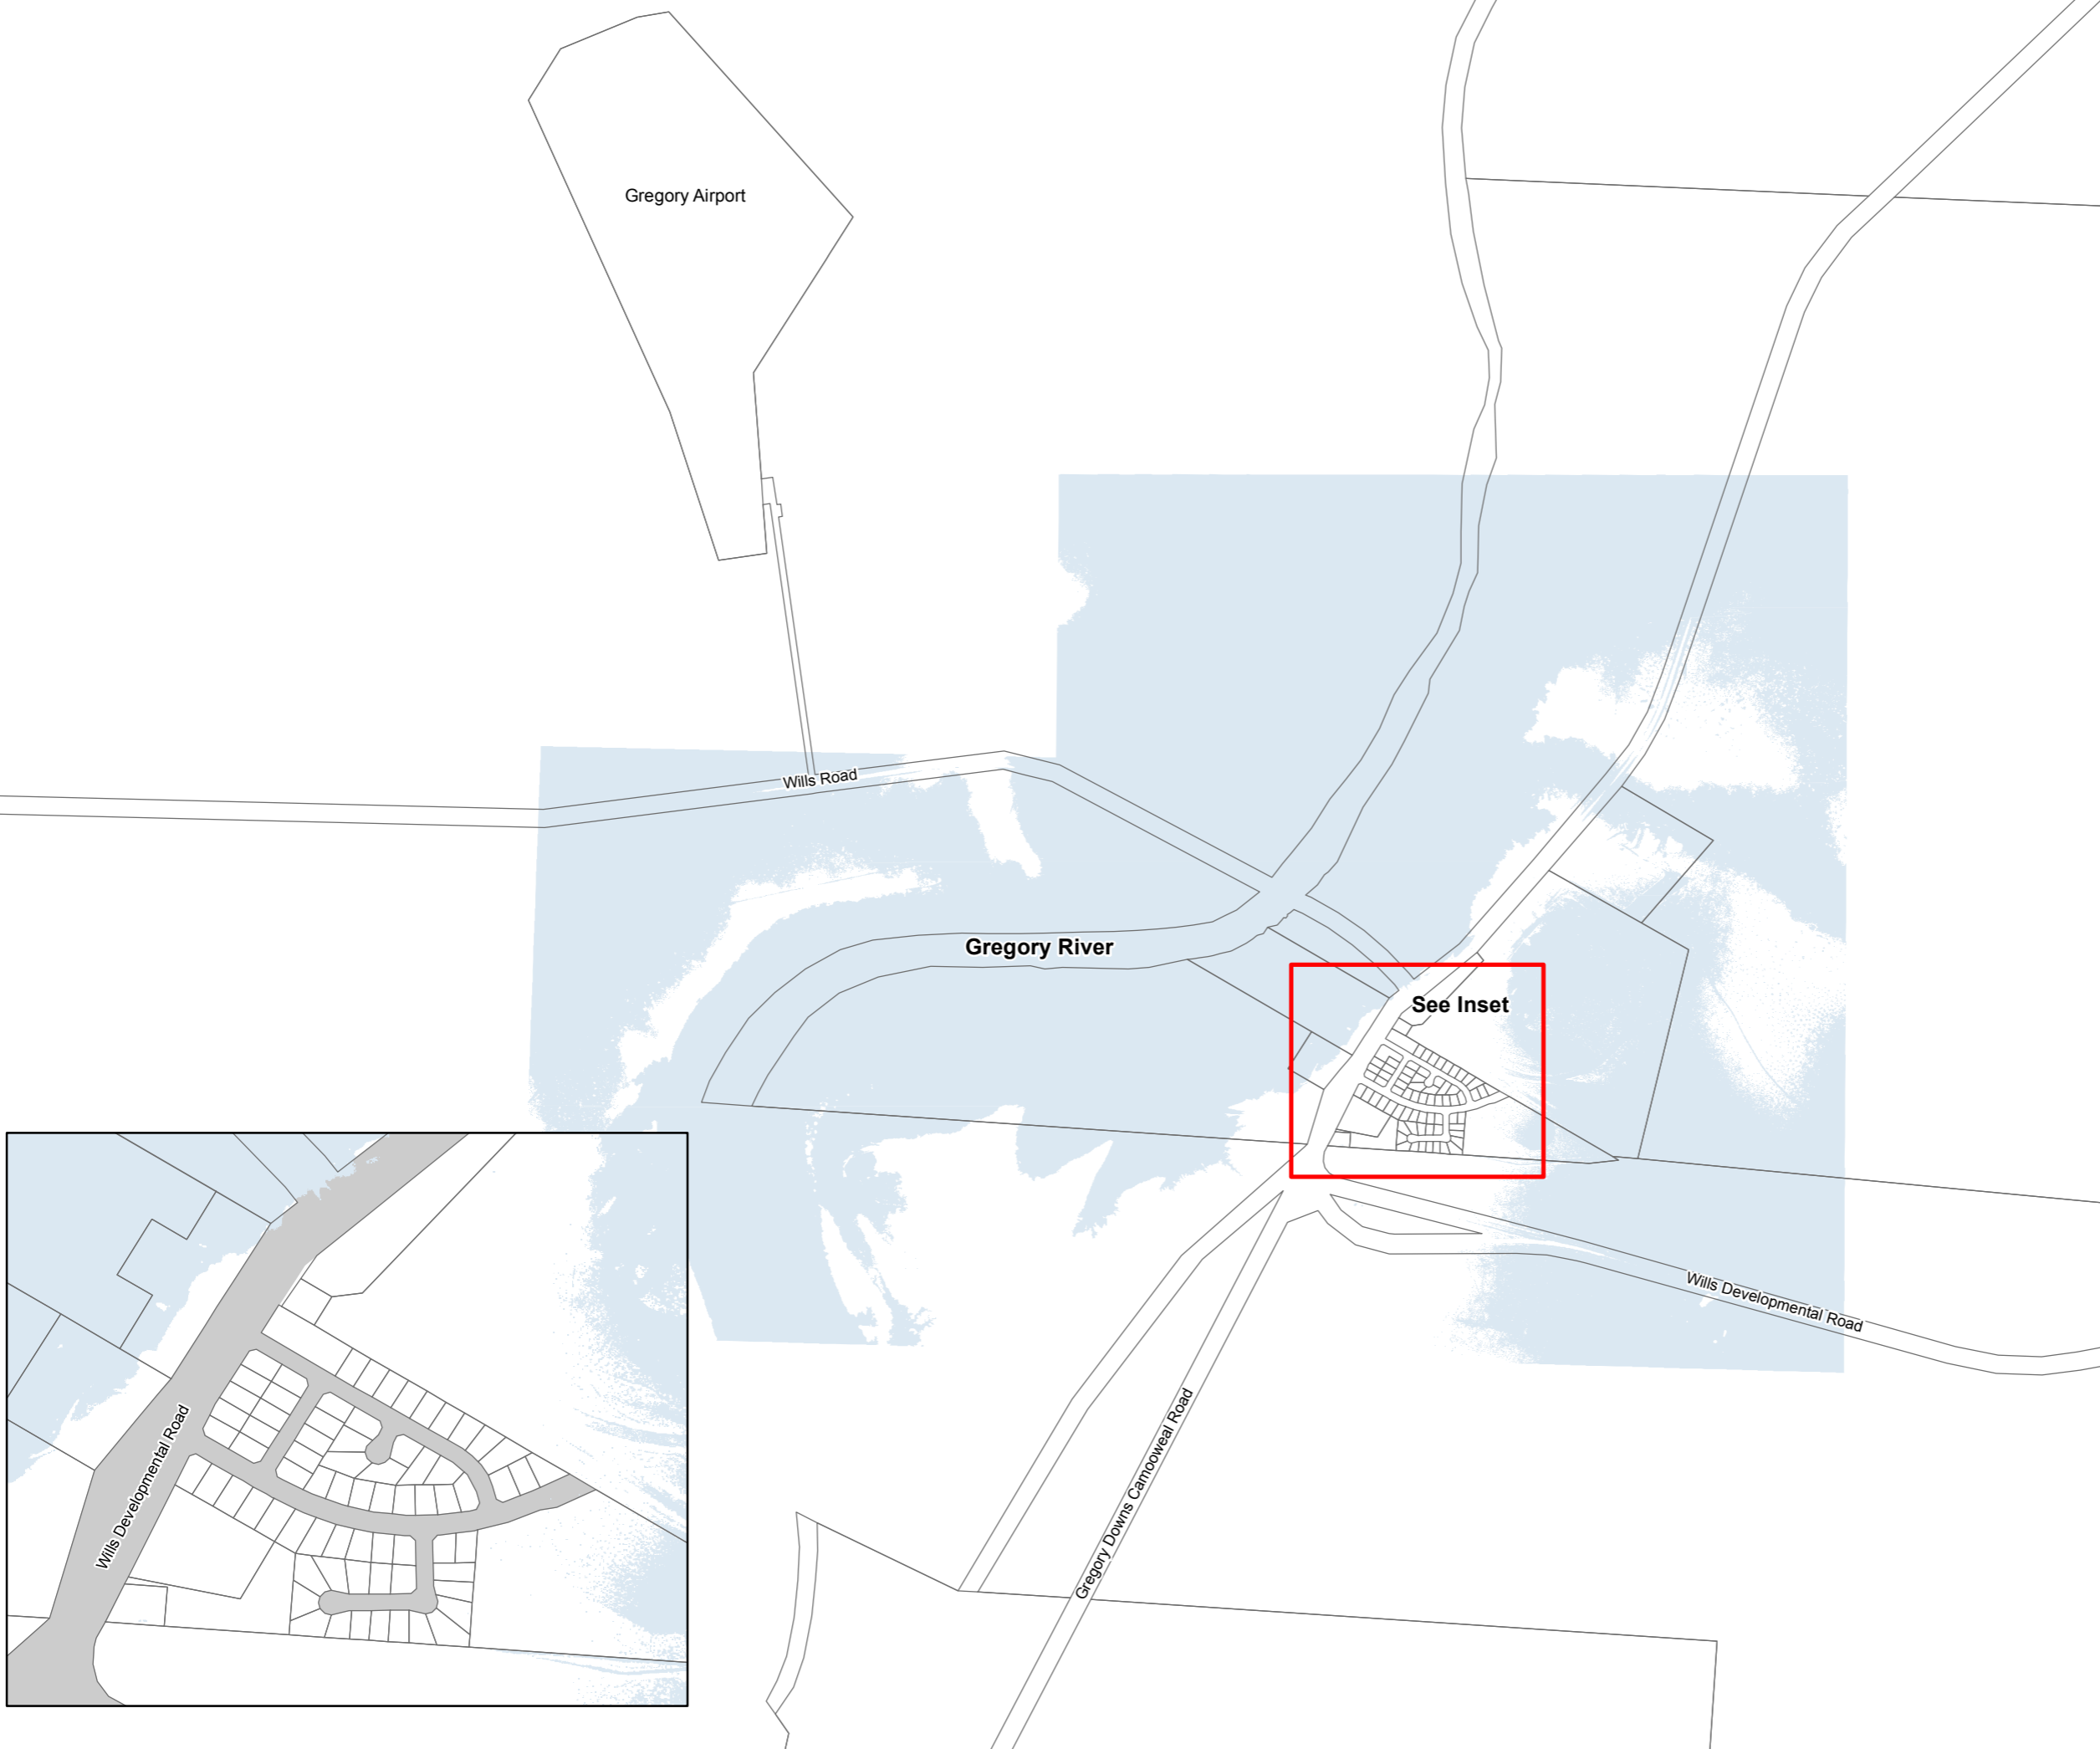 Gregory Airport
Wills Road
Gregory River
See Inset
Wills Developmental Road
Gregory Downs Camooweal Road
Wills Developmental Road